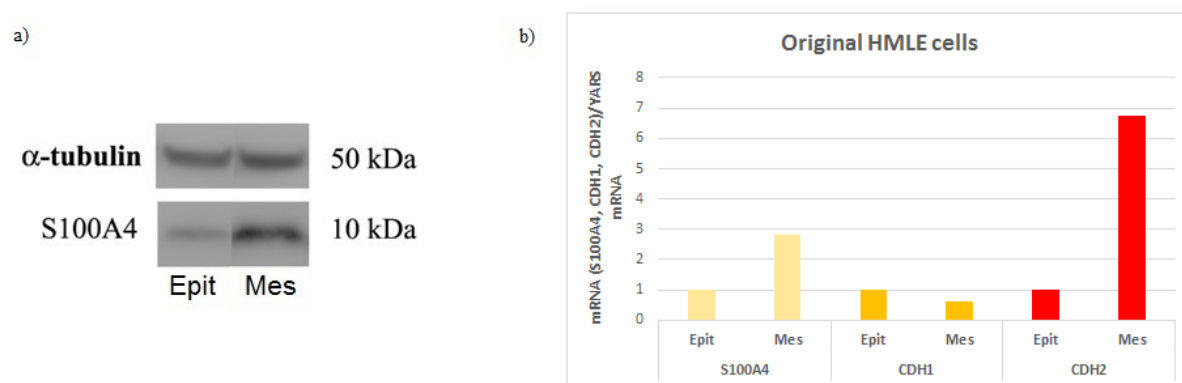 a)
α-tubulin 50 kDa
S100A4 10 kDa
Epit Mes
b)
Original HMLE cells
mRNA (S100A4, CDH1, CDH2)/YARS
mRNA
8
7
6
5
4
3
2
1
0
Epit Mes Epit Mes Epit Mes
S100A4 CDH1 CDH2